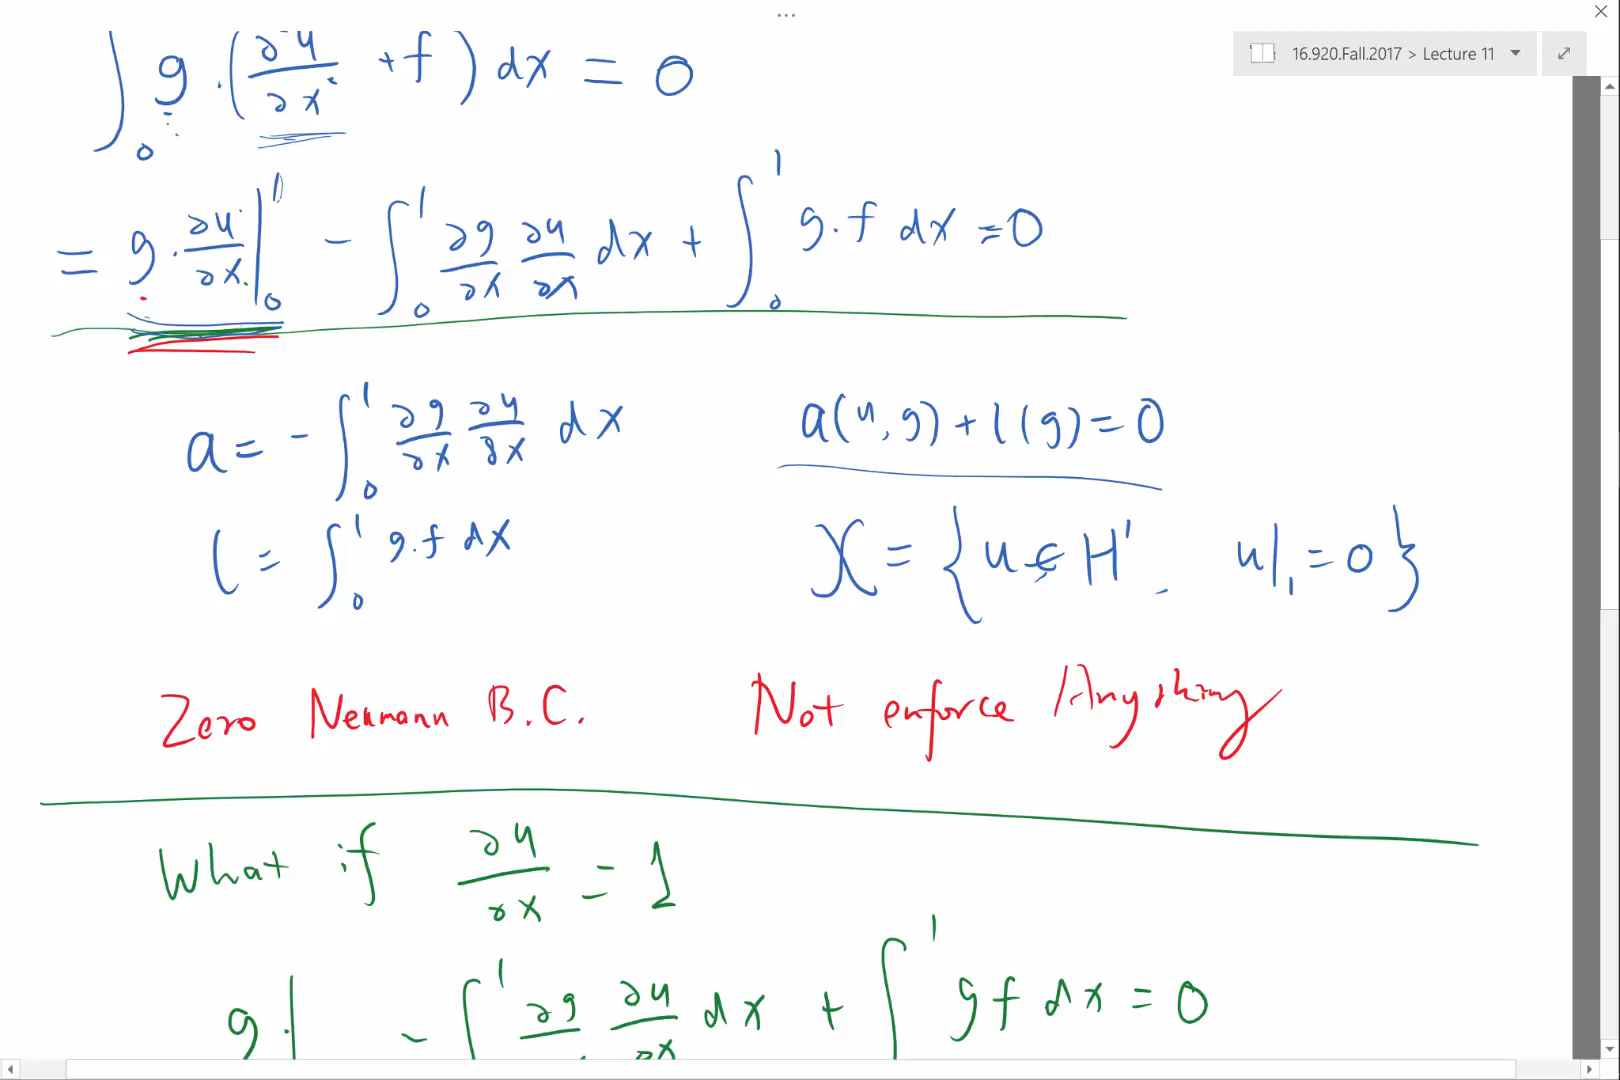 16.920.Fall.2017 > Lecture 11
∫₀ g·(∂²u/∂x² + f) dx = 0
= g·∂u/∂x |₀¹ - ∫₀¹ ∂g/∂x ∂u/∂x dx + ∫₀¹ g·f dx = 0
a = - ∫₀¹ ∂g/∂x ∂u/∂x dx
a(u,g) + l(g) = 0
l = ∫₀¹ g·f dx
X = { u ∈ H¹. u|₁ = 0 }
Zero Neumann B.C.
Not enforce Anything
What if ∂u/∂x = 1
g·| - ∫¹ ∂g/ ∂u/∂x dx + ∫¹ g f dx = 0